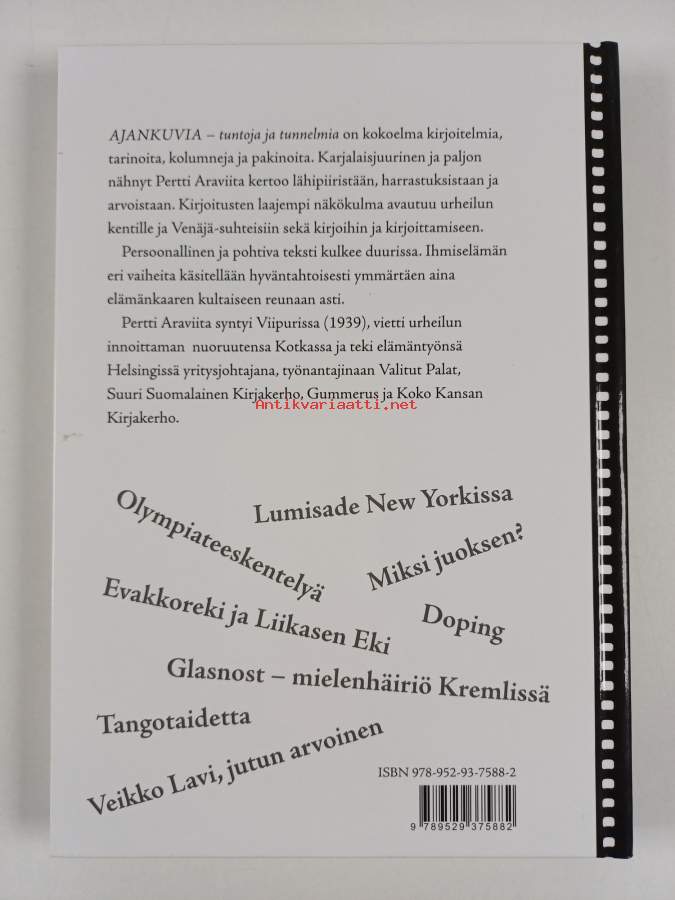 AJANKUVIA – tuntoja ja tunnelmia on kokoelma kirjoitelmia,
tarinoita, kolumneja ja pakinoita. Karjalaisjuurinen ja paljon
nähnyt Pertti Araviita kertoo lähipiiristään, harrastuksistaan ja
arvoistaan. Kirjoitusten laajempi näkökulma avautuu urheilun
kentille ja Venäjä-suhteisiin sekä kirjoihin ja kirjoittamiseen.
Persoonallinen ja pohtiva teksti kulkee duurissa. Ihmiselämän
eri vaiheita käsitellään hyväntahtoisesti ymmärtäen aina
elämänkaaren kultaiseen reunaan asti.
Pertti Araviita syntyi Viipurissa (1939), vietti urheilun
innoittaman nuoruutensa Kotkassa ja teki elämäntyönsä
Helsingissä yritysjohtajana, työnantajinaan Valitut Palat,
Suuri Suomalainen Kirjakerho, Gummerus ja Koko Kansan
Antikvariaatti.net
Kirjakerho.
Lumisade New Yorkissa
Olympiateeskentelyä
Miksi juoksen?
Evakkoreki ja Liikasen Eki
Doping
Glasnost – mielenhäiriö Kremlissä
Tangotaidetta
Veikko Lavi, jutun arvoinen
ISBN 978-952-93-7588-2
9 789529 375882